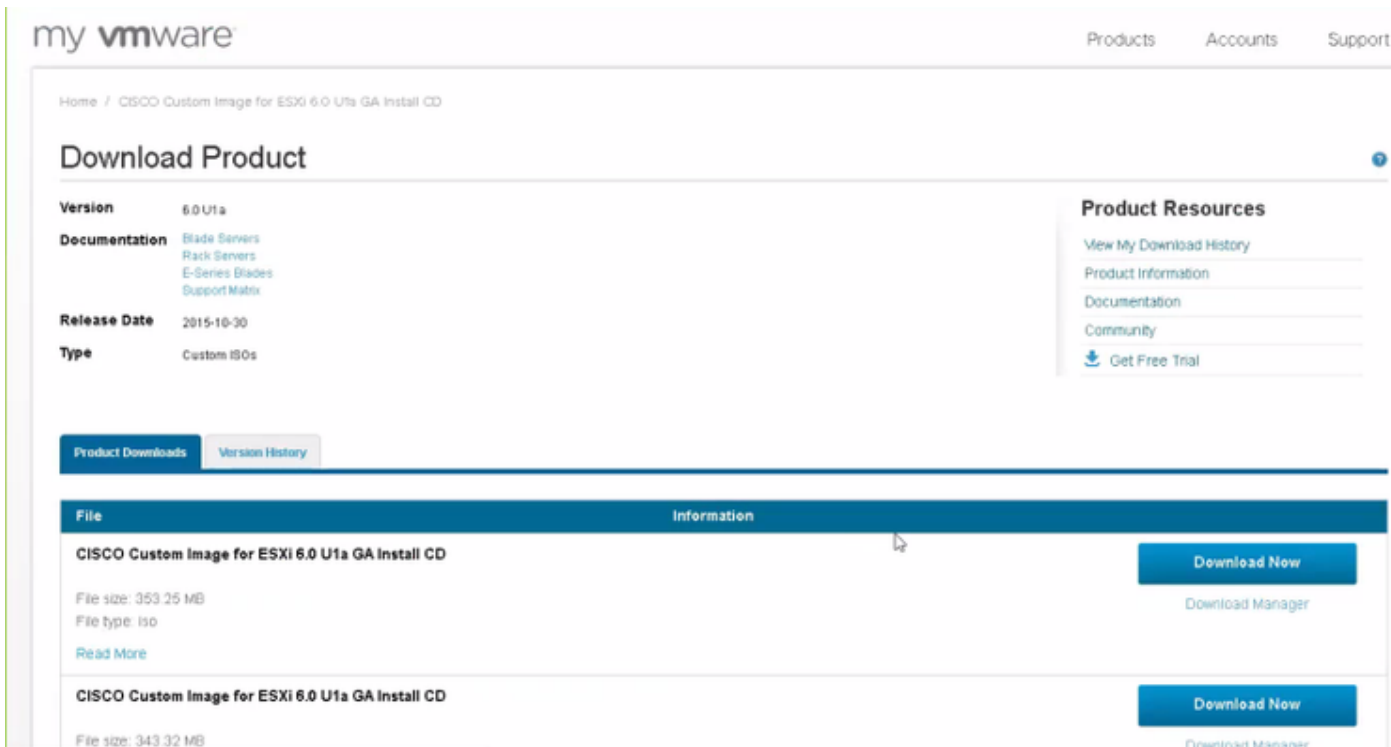 my vmware
Products Accounts Support
Home / CISCO Custom Image for ESXi 6.0 U1a GA Install CD
Download Product
?
Version 6.0 U1a
Documentation Blade Servers
Rack Servers
E-Series Blades
Support Matrix
Release Date 2015-10-30
Type Custom ISOs
Product Resources
View My Download History
Product Information
Documentation
Community
Get Free Trial
Product Downloads Version History
File Information
CISCO Custom Image for ESXi 6.0 U1a GA Install CD
Download Now
File size: 353.25 MB
Download Manager
File type: iso
Read More
CISCO Custom Image for ESXi 6.0 U1a GA Install CD
Download Now
File size: 343.32 MB
Download Manager